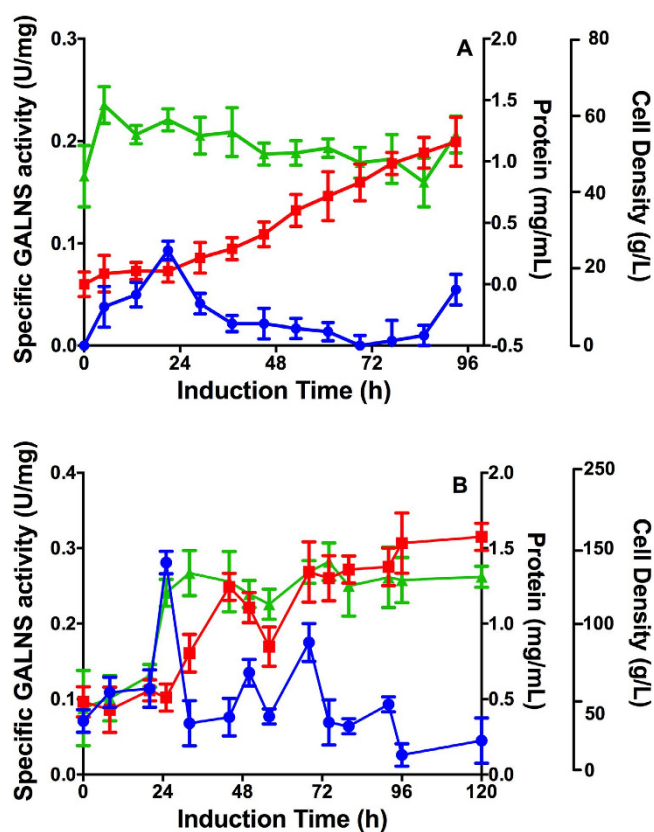 A
Specific GALNS activity (U/mg)
0.3
0.2
0.1
0.0
2.0
1.5
1.0
0.5
0.0
-0.5
Protein (mg/mL)
80
60
40
20
0
Cell Density (g/L)
0 24 48 72 96
Induction Time (h)
B
Specific GALNS activity (U/mg)
0.4
0.3
0.2
0.1
0.0
2.0
1.5
1.0
0.5
0.0
Protein (mg/mL)
250
150
100
50
0
Cell Density (g/L)
0 24 48 72 96 120
Induction Time (h)